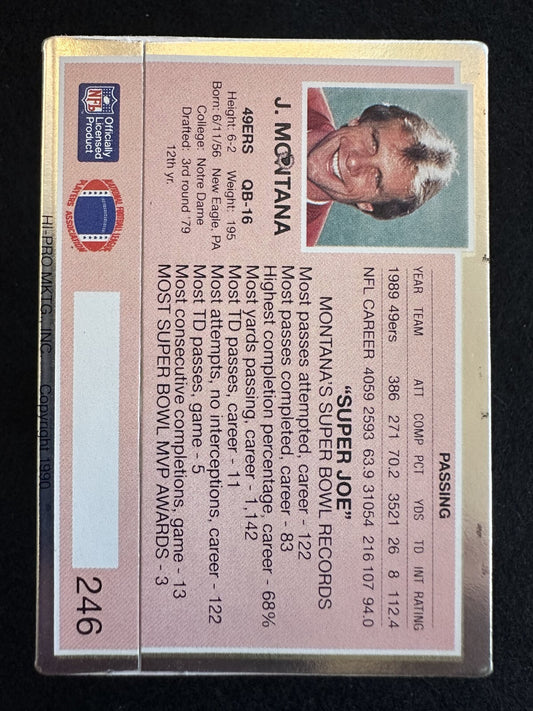 PASSING
YEAR TEAM ATT COMP PCT YDS TD INT RATING
1989 49ers 386 271 70.2 3521 26 8 112.4
NFL CAREER 4059 2593 63.9 31054 216 107 94.0
J. MONTANA
49ERS QB-16
Height: 6-2 Weight: 195
Born: 6/11/56 New Eagle, PA
College: Notre Dame
Drafted: 3rd round '79
12th yr.
"SUPER JOE"
MONTANA'S SUPER BOWL RECORDS
Most passes attempted, career - 122
Most passes completed, career - 83
Highest completion percentage, career - 68%
Most yards passing, career - 1,142
Most TD passes, career - 11
Most attempts, no interceptions, career - 122
Most TD passes, game - 5
Most consecutive completions, game - 13
MOST SUPER BOWL MVP AWARDS - 3
NFL
Officially
Licensed
Product
NATIONAL FOOTBALL LEAGUE
PLAYERS ASSOCIATION
246
HI-PRO MKTG., INC. Copyright 1990